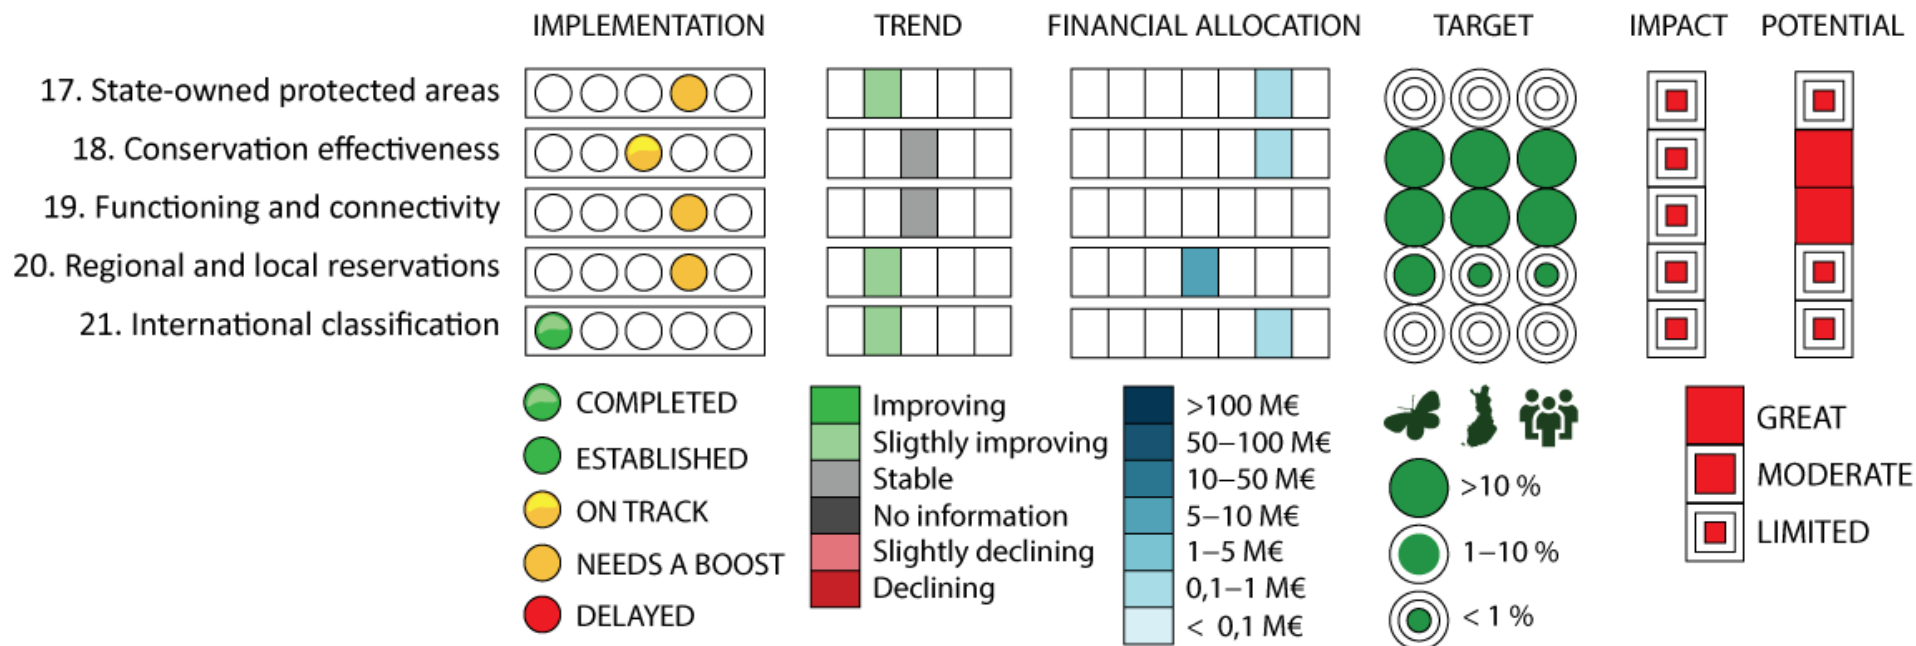 IMPLEMENTATION TREND FINANCIAL ALLOCATION TARGET IMPACT POTENTIAL
17. State-owned protected areas
18. Conservation effectiveness
19. Functioning and connectivity
20. Regional and local reservations
21. International classification
COMPLETED
ESTABLISHED
ON TRACK
NEEDS A BOOST
DELAYED
Improving
Sligthly improving
Stable
No information
Slightly declining
Declining
>100 M€
50–100 M€
10–50 M€
5–10 M€
1–5 M€
0,1–1 M€
< 0,1 M€
>10 %
1–10 %
< 1 %
GREAT
MODERATE
LIMITED